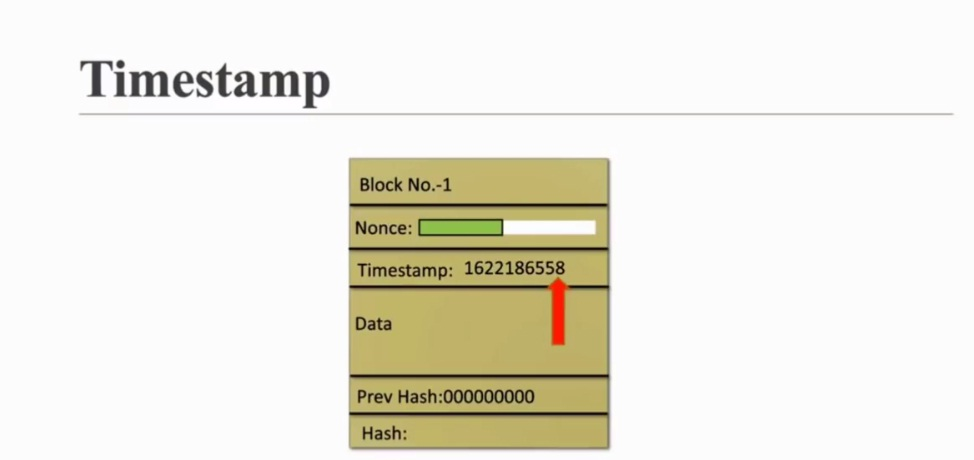 Timestamp
Block No.-1
Nonce:
Timestamp: 1622186558
Data
Prev Hash:000000000
Hash: